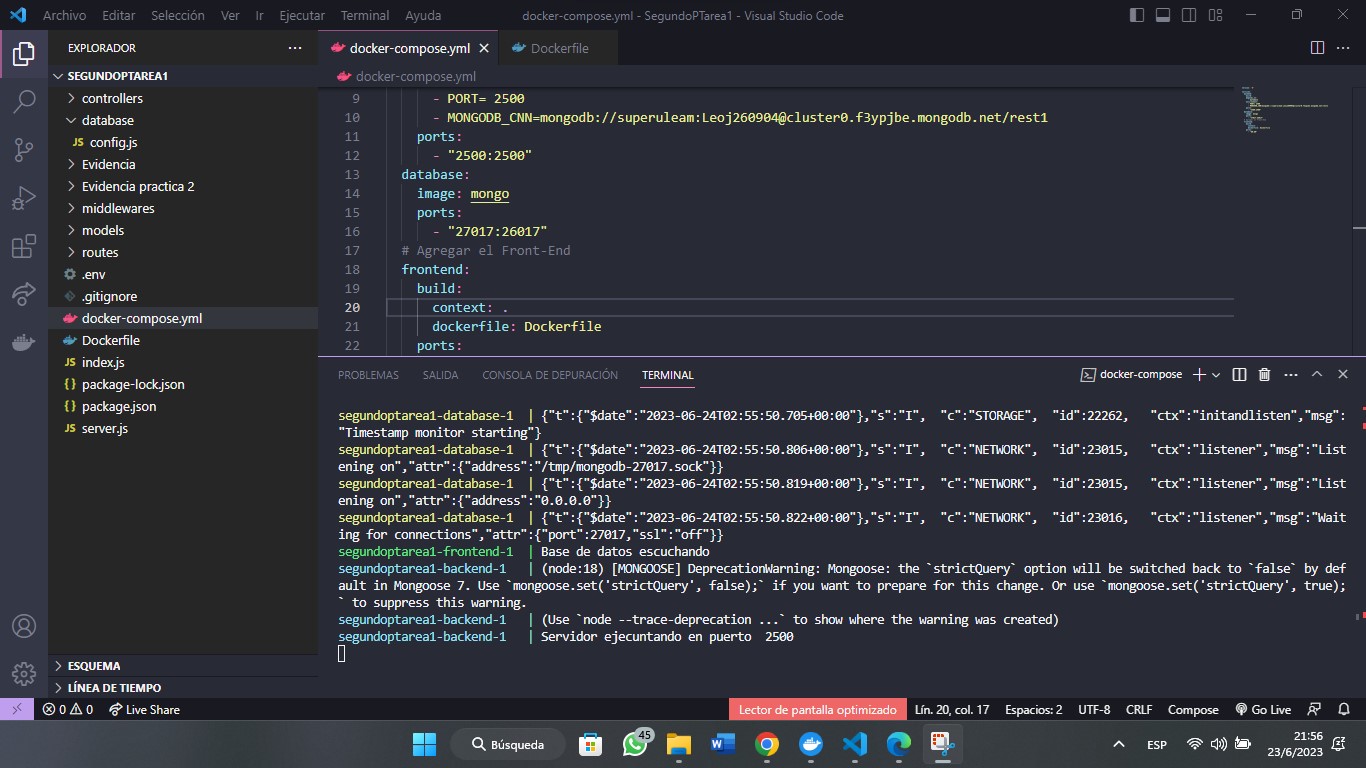 Archivo Editar Selección Ver Ir Ejecutar Terminal Ayuda
docker-compose.yml - SegundoPTarea1 - Visual Studio Code
EXPLORADOR
SEGUNDOPTAREA1
controllers
database
JS config.js
Evidencia
Evidencia practica 2
middlewares
models
routes
.env
.gitignore
docker-compose.yml
Dockerfile
JS index.js
{} package-lock.json
{} package.json
JS server.js
ESQUEMA
LÍNEA DE TIEMPO
docker-compose.yml
Dockerfile
docker-compose.yml
9 - PORT= 2500
10 - MONGODB_CNN=mongodb://superuleam:Leoj260904@cluster0.f3ypjbe.mongodb.net/rest1
11 ports:
12 - "2500:2500"
13 database:
14 image: mongo
15 ports:
16 - "27017:26017"
17 # Agregar el Front-End
18 frontend:
19 build:
20 context: .
21 dockerfile: Dockerfile
22 ports:
PROBLEMAS SALIDA CONSOLA DE DEPURACIÓN TERMINAL
docker-compose
segundoptarea1-database-1 | {"t":{"$date":"2023-06-24T02:55:50.705+00:00"},"s":"I", "c":"STORAGE", "id":22262, "ctx":"initandlisten","msg":
"Timestamp monitor starting"}
segundoptarea1-database-1 | {"t":{"$date":"2023-06-24T02:55:50.806+00:00"},"s":"I", "c":"NETWORK", "id":23015, "ctx":"listener","msg":"List
ening on","attr":{"address":"/tmp/mongodb-27017.sock"}}
segundoptarea1-database-1 | {"t":{"$date":"2023-06-24T02:55:50.819+00:00"},"s":"I", "c":"NETWORK", "id":23015, "ctx":"listener","msg":"List
ening on","attr":{"address":"0.0.0.0"}}
segundoptarea1-database-1 | {"t":{"$date":"2023-06-24T02:55:50.822+00:00"},"s":"I", "c":"NETWORK", "id":23016, "ctx":"listener","msg":"Wait
ing for connections","attr":{"port":27017,"ssl":"off"}}
segundoptarea1-frontend-1 | Base de datos escuchando
segundoptarea1-backend-1 | (node:18) [MONGOOSE] DeprecationWarning: Mongoose: the `strictQuery` option will be switched back to `false` by def
ault in Mongoose 7. Use `mongoose.set('strictQuery', false);` if you want to prepare for this change. Or use `mongoose.set('strictQuery', true);
` to suppress this warning.
segundoptarea1-backend-1 | (Use `node --trace-deprecation ...` to show where the warning was created)
segundoptarea1-backend-1 | Servidor ejecuntando en puerto 2500
0 0 Live Share
Lector de pantalla optimizado Lín. 20, col. 17 Espacios: 2 UTF-8 CRLF Compose Go Live
Búsqueda
45
ESP
21:56
23/6/2023